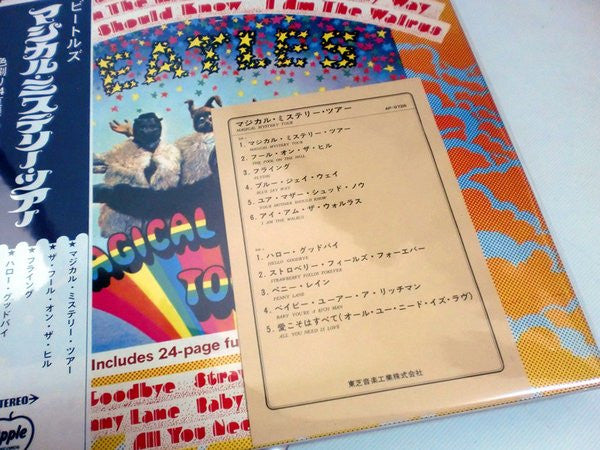 ビートルズ
マジカル・ミステリー・ツアー
マジカル・ミステリー・ツアー
ザ・フール・オン・ザ・ヒル
フライング
ハロー・グッドバイ
STEREO
Apple
Way
Should Know I Am The Walrus
BEATLES
MAGICAL
TOU
Includes 24-page fu
Goodbye Straw
nny Lane Baby
All You Nee
マジカル・ミステリー・ツアー
MAGICAL MYSTERY TOUR
1. マジカル・ミステリー・ツアー
MAGICAL MYSTERY TOUR
2. フール・オン・ザ・ヒル
THE FOOL ON THE HILL
3. フライング
FLYING
4. ブルー・ジェイ・ウェイ
BLUE JAY WAY
5. ユア・マザー・シュッド・ノウ
YOUR MOTHER SHOULD KNOW
6. アイ・アム・ザ・ウォルラス
I AM THE WALRUS
1. ハロー・グッドバイ
HELLO GOODBYE
2. ストロベリー・フィールズ・フォーエバー
STRAWBERRY FIELDS FOREVER
3. ペニー・レイン
PENNY LANE
4. ベイビー・ユーアー・ア・リッチマン
BABY YOU'RE A RICH MAN
5. 愛こそはすべて(オール・ユー・ニード・イズ・ラヴ)
ALL YOU NEED IS LOVE
東芝音楽工業株式会社